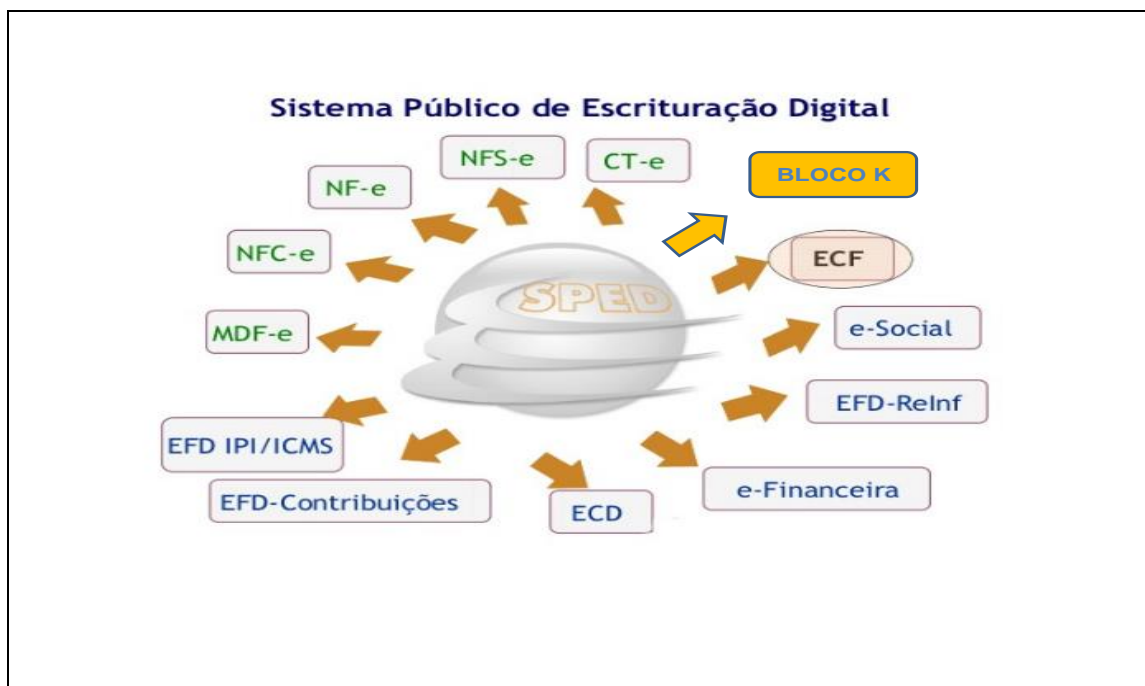 Sistema Público de Escrituração Digital
NFS-e
CT-e
BLOCO K
NF-e
NFC-e
ECF
SPED
MDF-e
e-Social
EFD-ReInf
EFD IPI/ICMS
e-Financeira
EFD-Contribuições
ECD